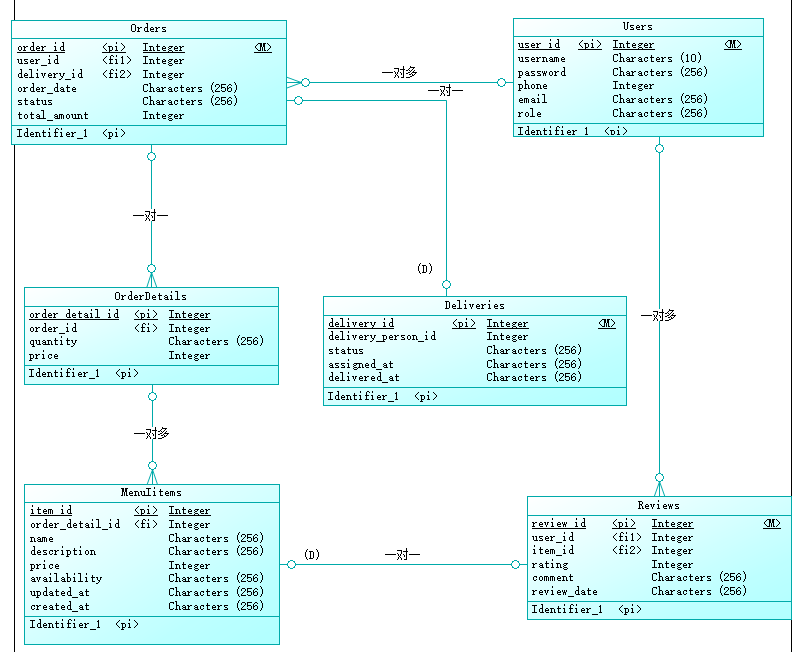 Orders
order_id <pi> Integer <M>
user_id <fi1> Integer
delivery_id <fi2> Integer
order_date Characters (256)
status Characters (256)
total_amount Integer
Identifier_1 <pi>
Users
user_id <pi> Integer <M>
username Characters (10)
password Characters (256)
phone Integer
email Characters (256)
role Characters (256)
Identifier_1 <pi>
一对多
一对一
一对一
(D)
一对多
OrderDetails
order_detail_id <pi> Integer
order_id <fi> Integer
quantity Characters (256)
price Integer
Identifier_1 <pi>
Deliveries
delivery_id <pi> Integer <M>
delivery_person_id Integer
status Characters (256)
assigned_at Characters (256)
delivered_at Characters (256)
Identifier_1 <pi>
一对多
MenuIitems
item_id <pi> Integer
order_detail_id <fi> Integer
name Characters (256)
description Characters (256)
price Integer
availability Characters (256)
updated_at Characters (256)
created_at Characters (256)
Identifier_1 <pi>
(D)
一对一
Reviews
review_id <pi> Integer <M>
user_id <fi1> Integer
item_id <fi2> Integer
rating Integer
comment Characters (256)
review_date Characters (256)
Identifier_1 <pi>